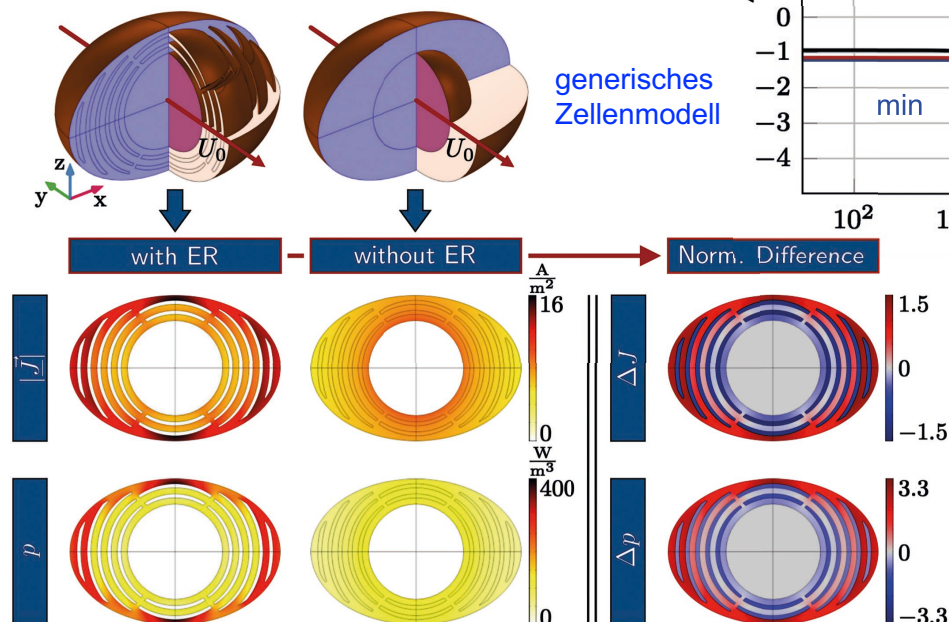 0
−1
−2
−3
−4
min
10²
1
generisches
Zellenmodell
U₀
U₀
z
y
x
with ER
without ER
Norm. Difference
|J⃗|
A
m²
16
0
ΔJ
1.5
0
−1.5
p
W
m³
400
0
Δp
3.3
0
−3.3